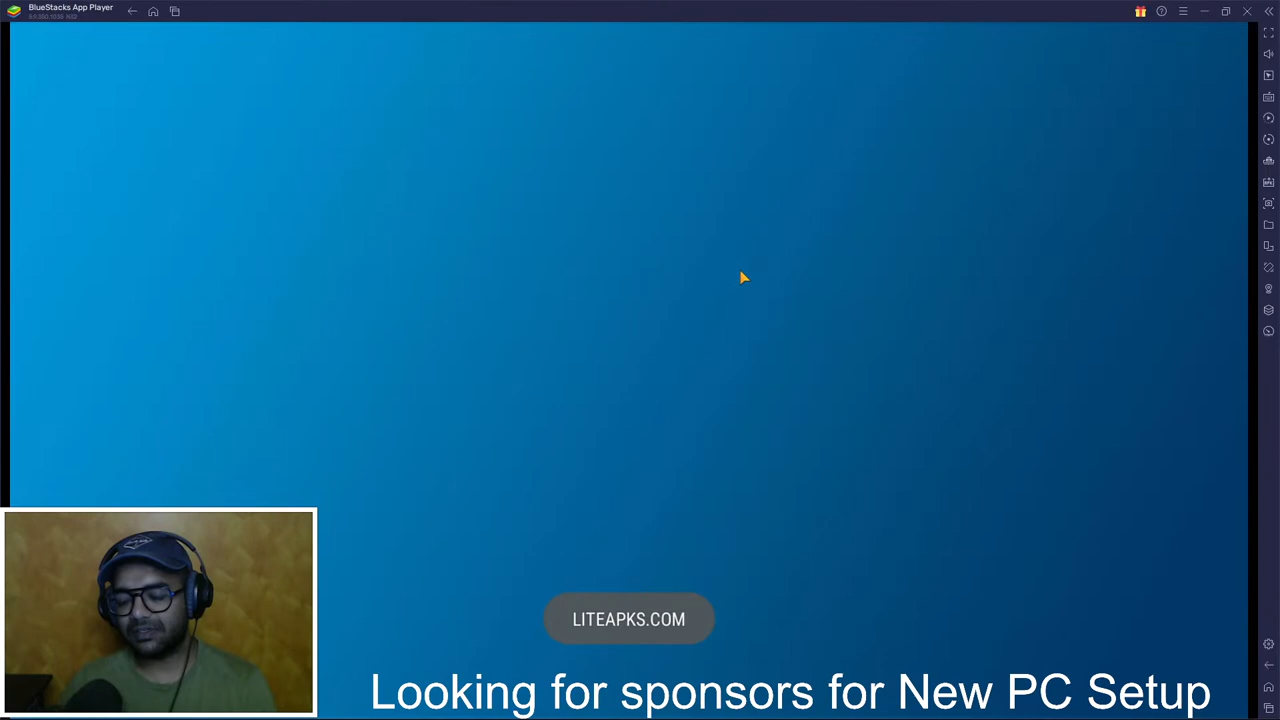 BlueStacks App Player
LITEAPKS.COM
Looking for sponsors for New PC Setup